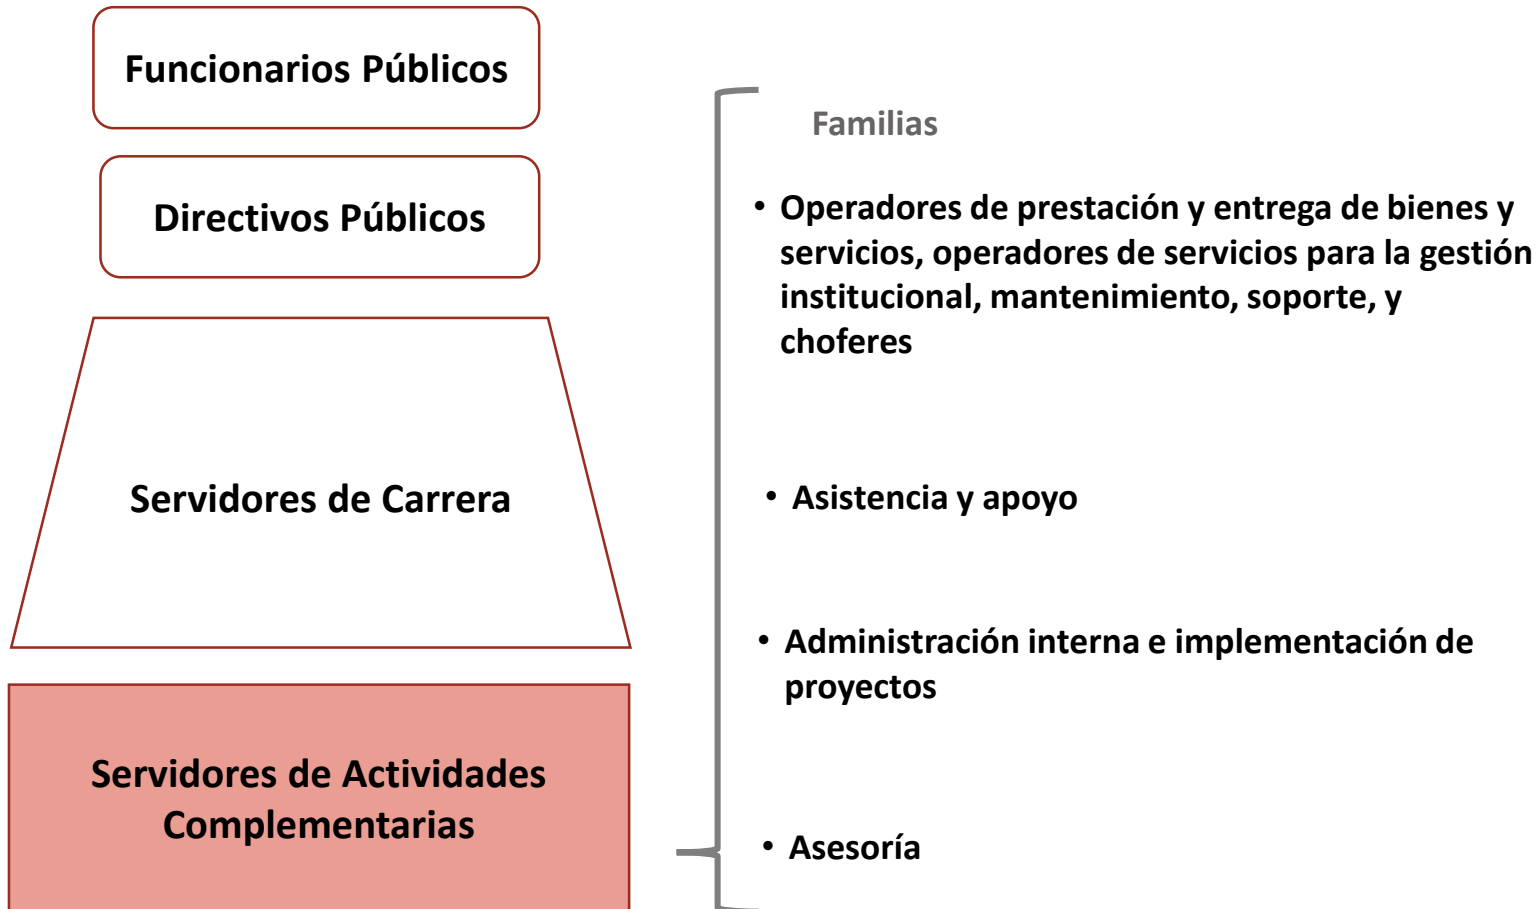 Funcionarios Públicos
Directivos Públicos
Servidores de Carrera
Servidores de Actividades
Complementarias
Familias
• Operadores de prestación y entrega de bienes y
servicios, operadores de servicios para la gestión
institucional, mantenimiento, soporte, y
choferes
• Asistencia y apoyo
• Administración interna e implementación de
proyectos
• Asesoría